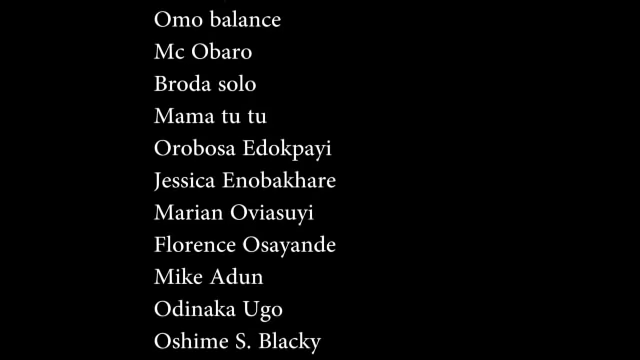 Omo balance
Mc Obaro
Broda solo
Mama tu tu
Orobosa Edokpayi
Jessica Enobakhare
Marian Oviasuyi
Florence Osayande
Mike Adun
Odinaka Ugo
Oshime S. Blacky